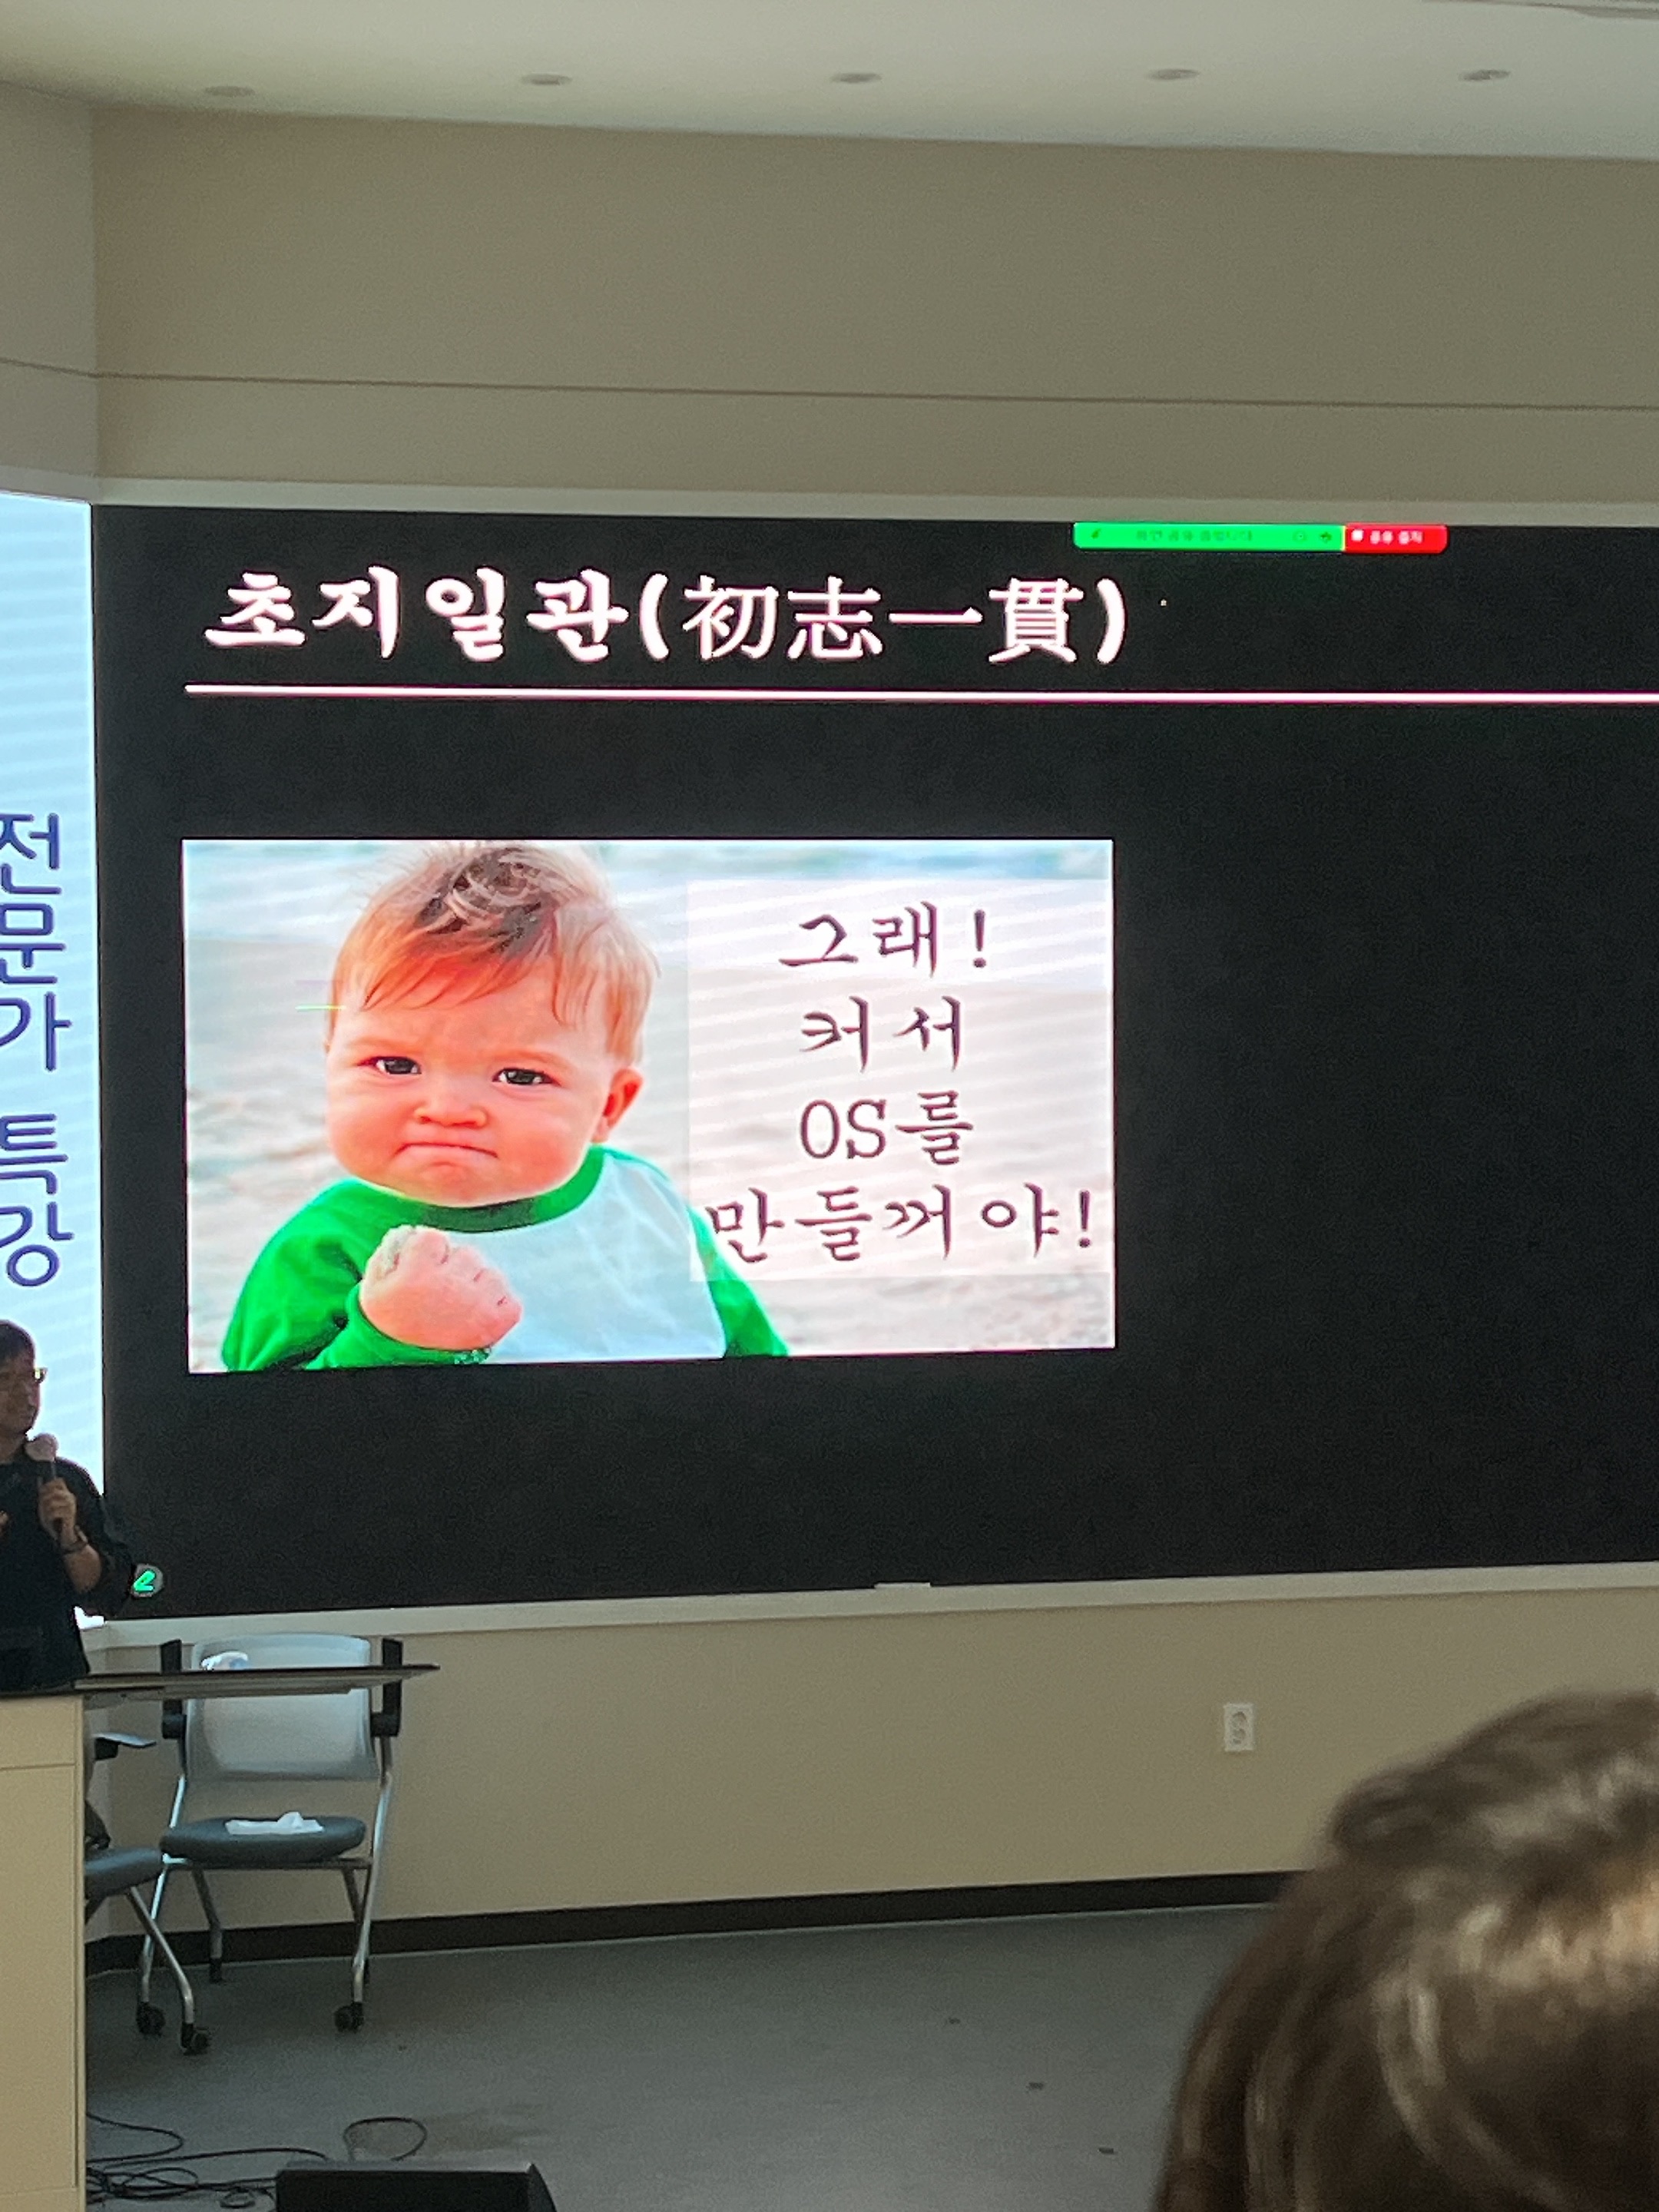 초지일관(初志一貫)
그래!
커서
OS를
만들꺼야!
전문가 특강